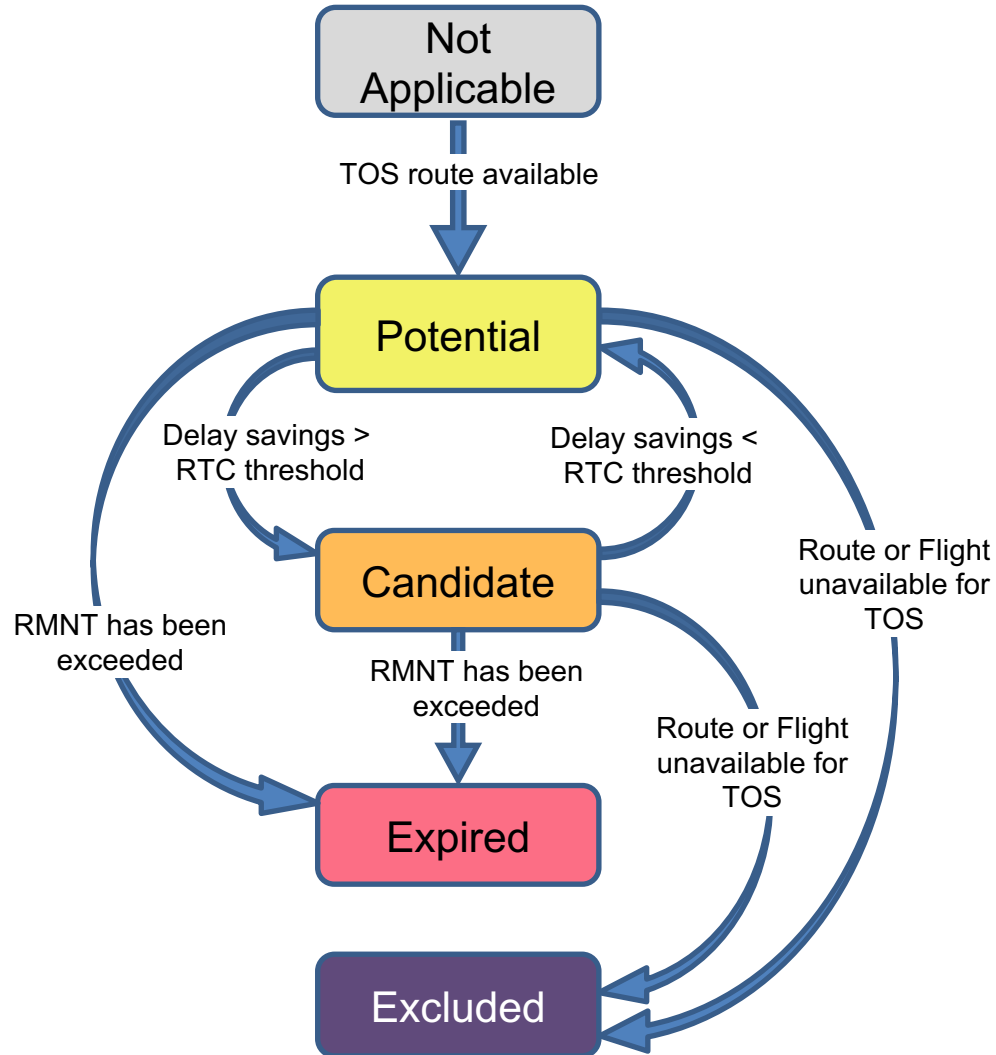 Not
Applicable
TOS route available
Potential
Delay savings >
RTC threshold
Delay savings <
RTC threshold
Candidate
Route or Flight
unavailable for
TOS
RMNT has been
exceeded
RMNT has been
exceeded
Route or Flight
unavailable for
TOS
Expired
Excluded